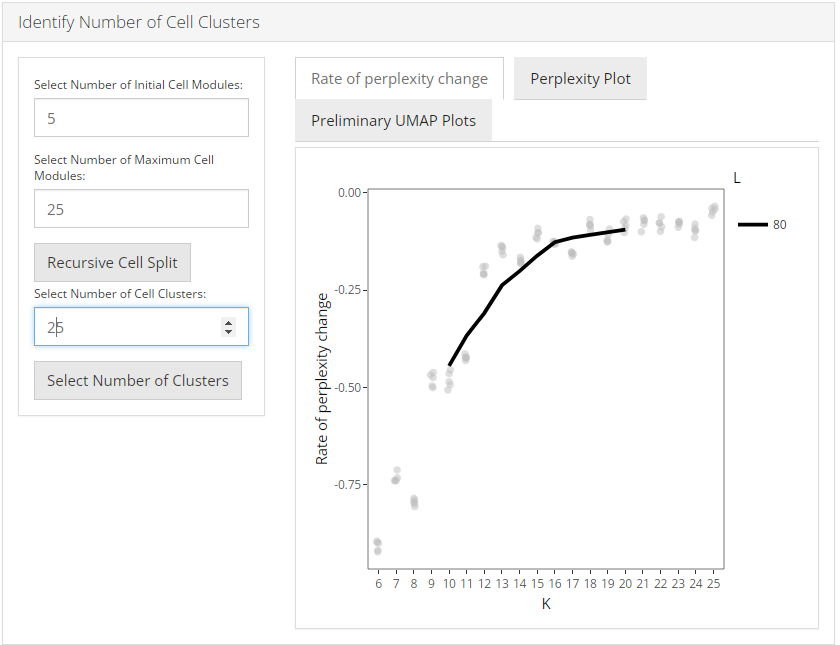 Identify Number of Cell Clusters
Select Number of Initial Cell Modules:
5
Select Number of Maximum Cell
Modules:
25
Recursive Cell Split
Select Number of Cell Clusters:
25
Select Number of Clusters
Rate of perplexity change
Perplexity Plot
Preliminary UMAP Plots
L
80
0.00
-0.25
-0.50
-0.75
Rate of perplexity change
6 7 8 9 10 11 12 13 14 15 16 17 18 19 20 21 22 23 24 25
K